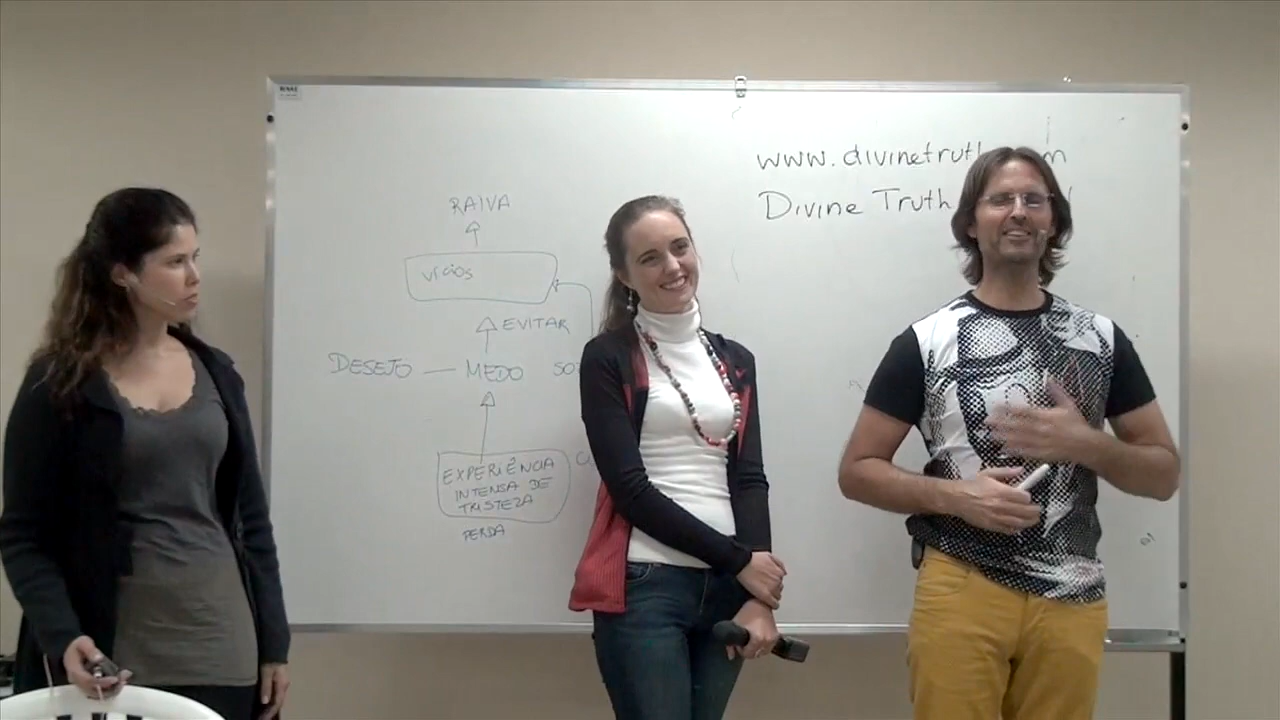 www.divinetruth
Divine Truth
RAIVA
VÍCIOS
EVITAR
DESEJO — MEDO
EXPERIÊNCIA
INTENSA DE
TRISTEZA
PERDA